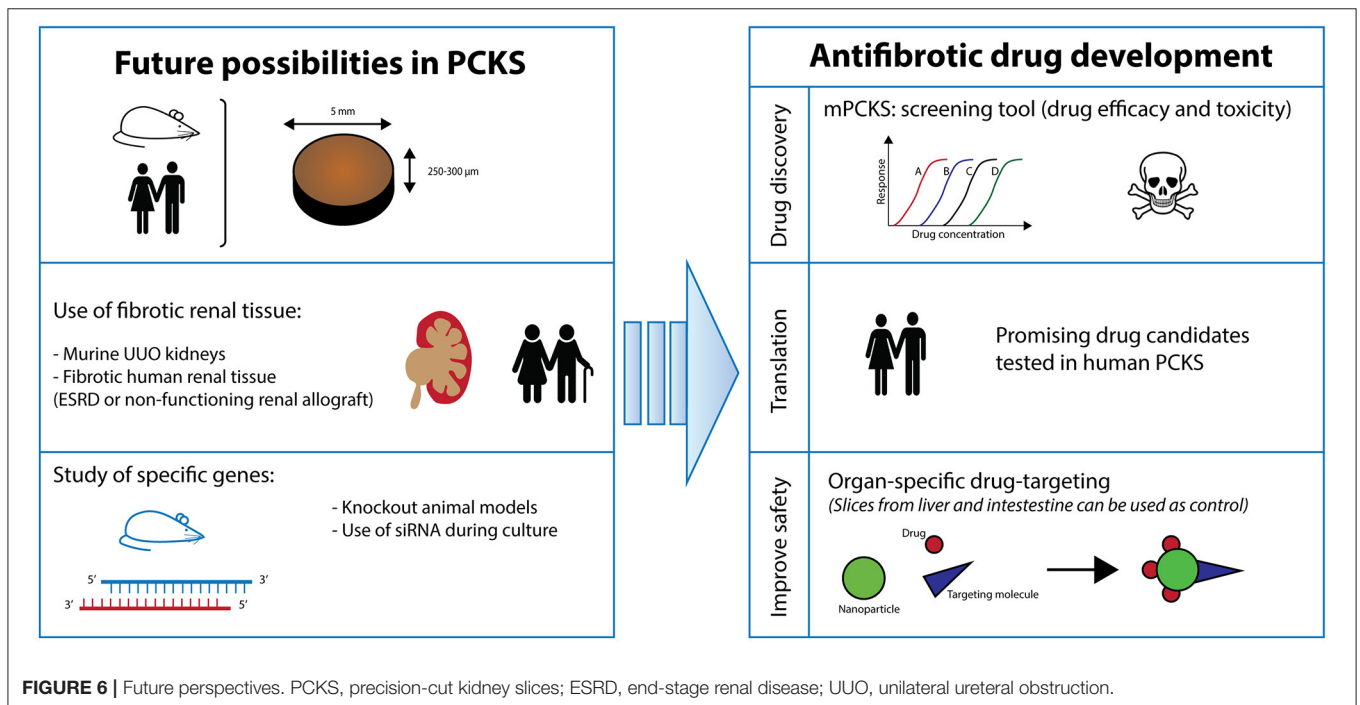 Future possibilities in PCKS
5 mm
250-300 µm
Use of fibrotic renal tissue:
- Murine UUO kidneys
- Fibrotic human renal tissue
(ESRD or non-functioning renal allograft)
Study of specific genes:
- Knockout animal models
- Use of siRNA during culture
5’ 3’
3’ 5’
Antifibrotic drug development
Drug discovery
mPCKS: screening tool (drug efficacy and toxicity)
Response
A B C D
Drug concentration
Translation
Promising drug candidates
tested in human PCKS
Improve safety
Organ-specific drug-targeting
(Slices from liver and intestestine can be used as control)
Drug
Nanoparticle
Targeting molecule
FIGURE 6 | Future perspectives. PCKS, precision-cut kidney slices; ESRD, end-stage renal disease; UUO, unilateral ureteral obstruction.